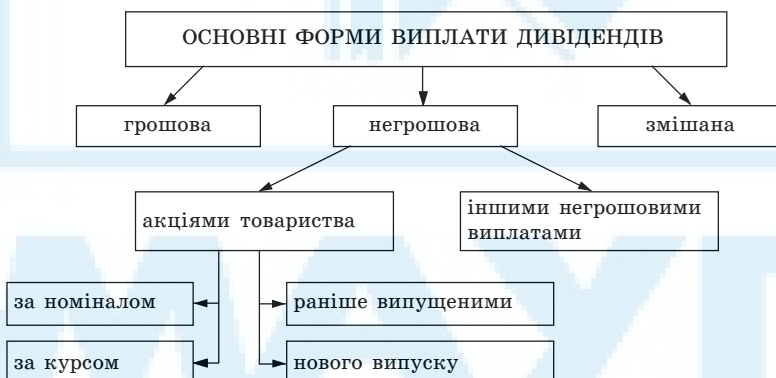 ОСНОВНІ ФОРМИ ВИПЛАТИ ДИВІДЕНДІВ
грошова
негрошова
змішана
акціями товариства
іншими негрошовими
виплатами
за номіналом
раніше випущеними
за курсом
нового випуску